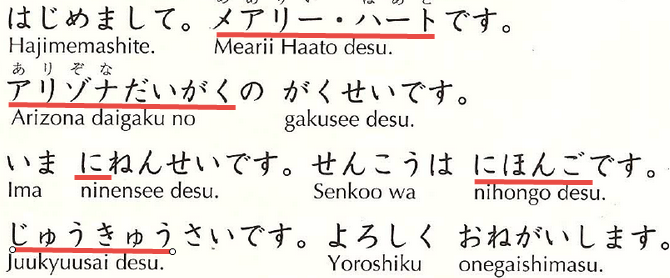 めありい はあと
はじめまして。メアリー・ハートです。
Hajimemashite. Mearii Haato desu.
ありぞな
アリゾナだいがくの がくせいです。
Arizona daigaku no gakusee desu.
いま にねんせいです。せんこうは にほんごです。
Ima ninensee desu. Senkoo wa nihongo desu.
じゅうきゅうさいです。よろしく おねがいします。
Juukyuusai desu. Yoroshiku onegaishimasu.